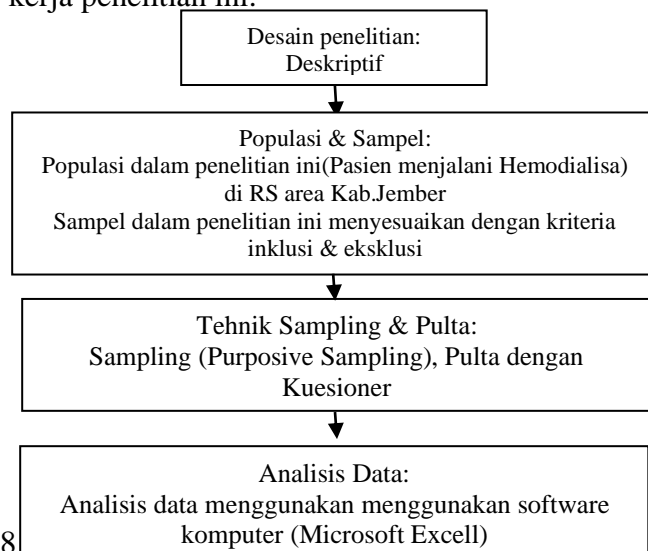 kerja penelitian ini:
Desain penelitian:
Deskriptif
Populasi & Sampel:
Populasi dalam penelitian ini(Pasien menjalani Hemodialisa)
di RS area Kab.Jember
Sampel dalam penelitian ini menyesuaikan dengan kriteria
inklusi & eksklusi
Tehnik Sampling & Pulta:
Sampling (Purposive Sampling), Pulta dengan
Kuesioner
Analisis Data:
Analisis data menggunakan menggunakan software
komputer (Microsoft Excell)
8